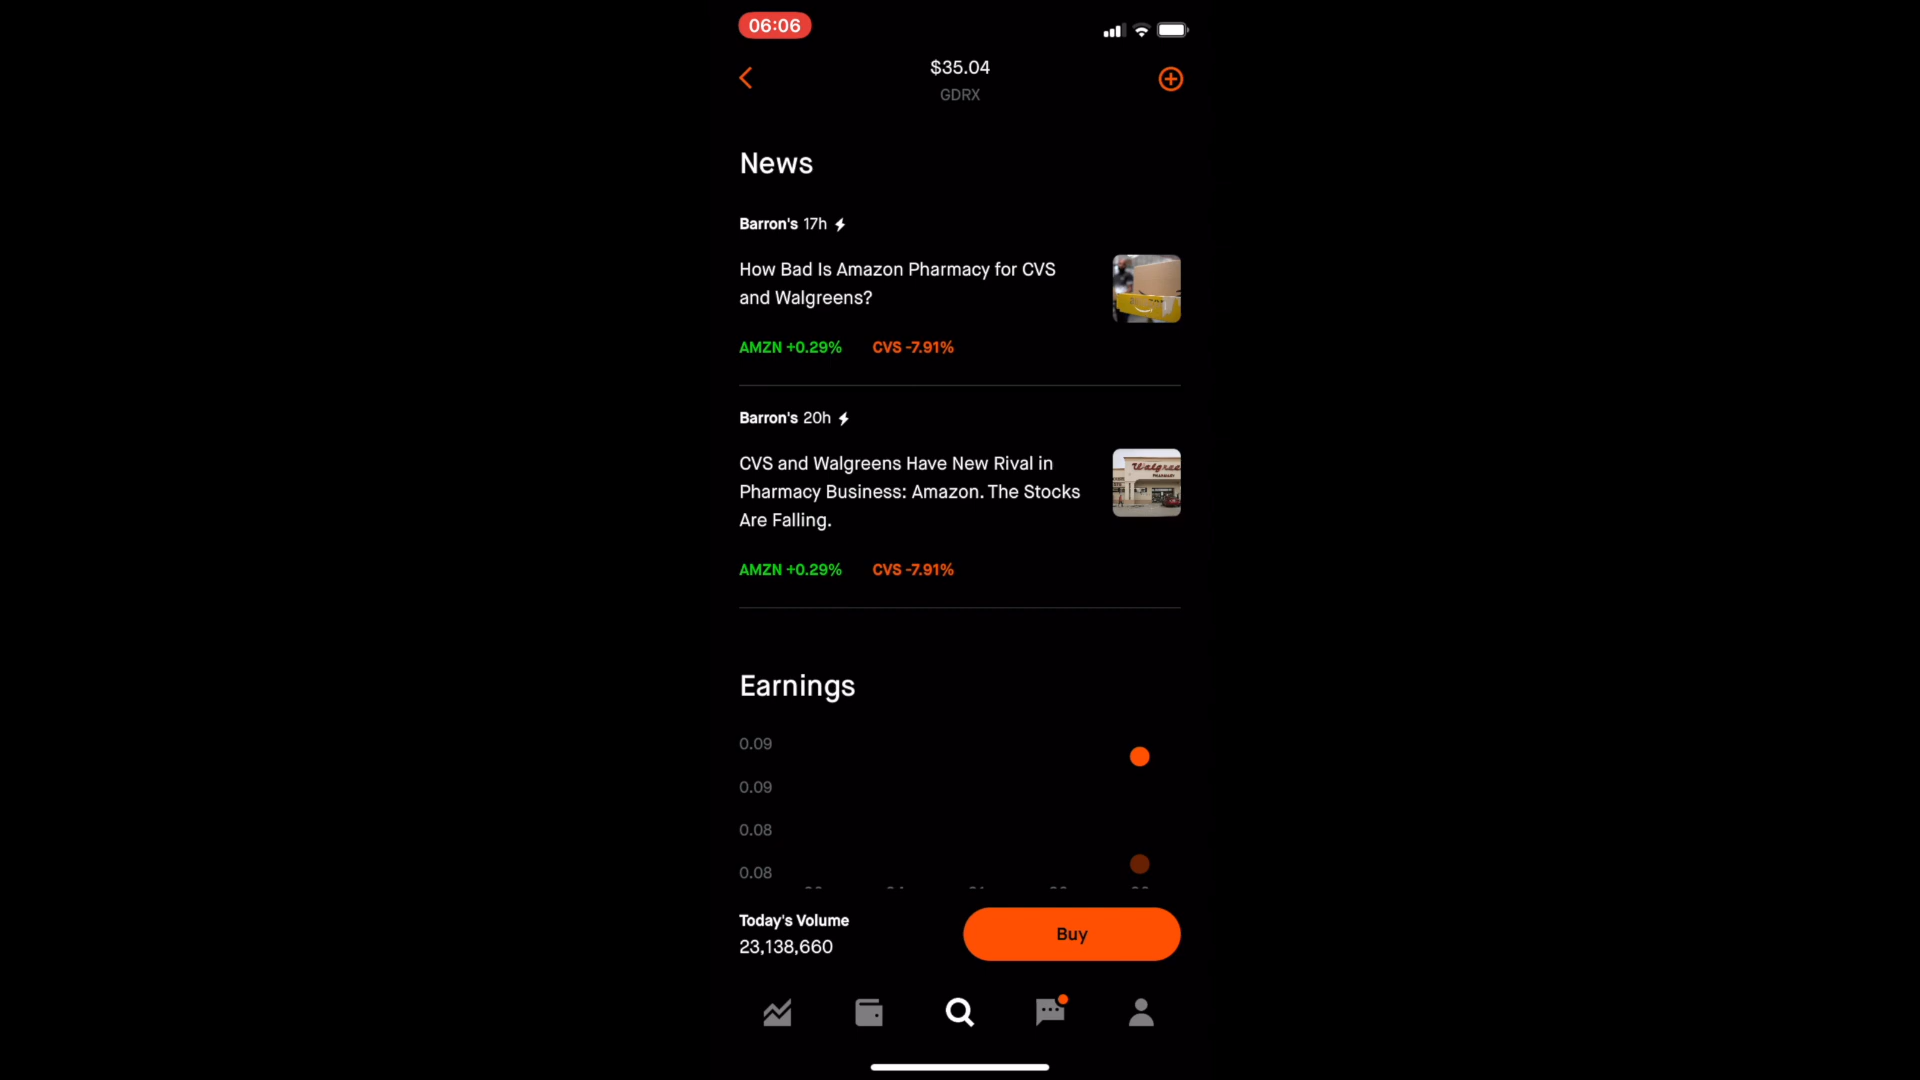 06:06
$35.04
GDRX
News
Barron's 17h
How Bad Is Amazon Pharmacy for CVS
and Walgreens?
AMZN +0.29% CVS -7.91%
Barron's 20h
CVS and Walgreens Have New Rival in
Pharmacy Business: Amazon. The Stocks
Are Falling.
AMZN +0.29% CVS -7.91%
Earnings
0.09
0.09
0.08
0.08
Today's Volume
23,138,660
Buy